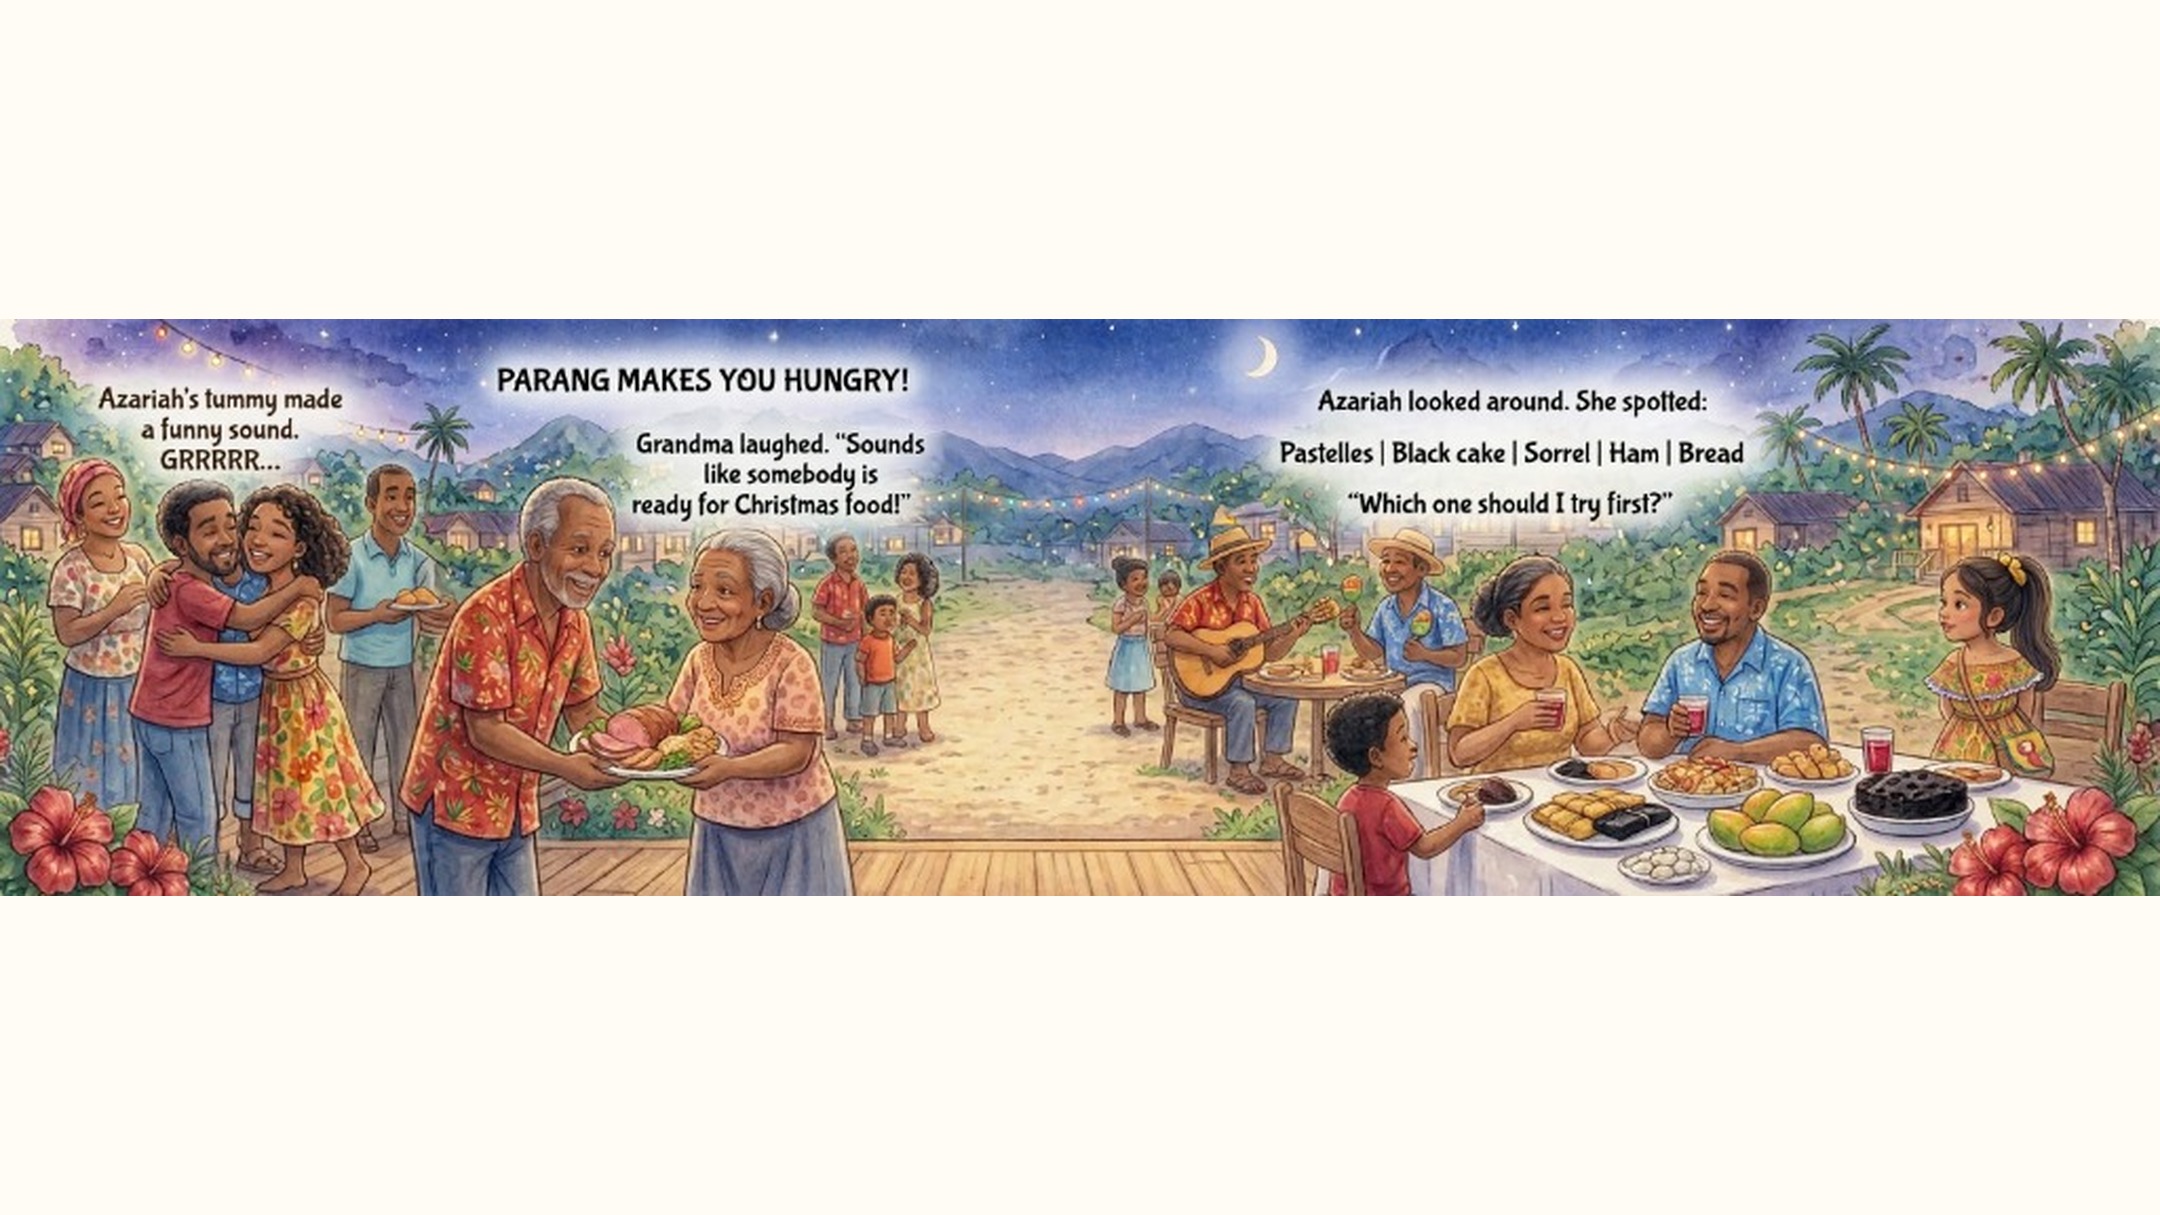 Azariah's tummy made
a funny sound.
GRRRRR...
PARANG MAKES YOU HUNGRY!
Grandma laughed. “Sounds
like somebody is
ready for Christmas food!”
Azariah looked around. She spotted:
Pastelles | Black cake | Sorrel | Ham | Bread
“Which one should I try first?”